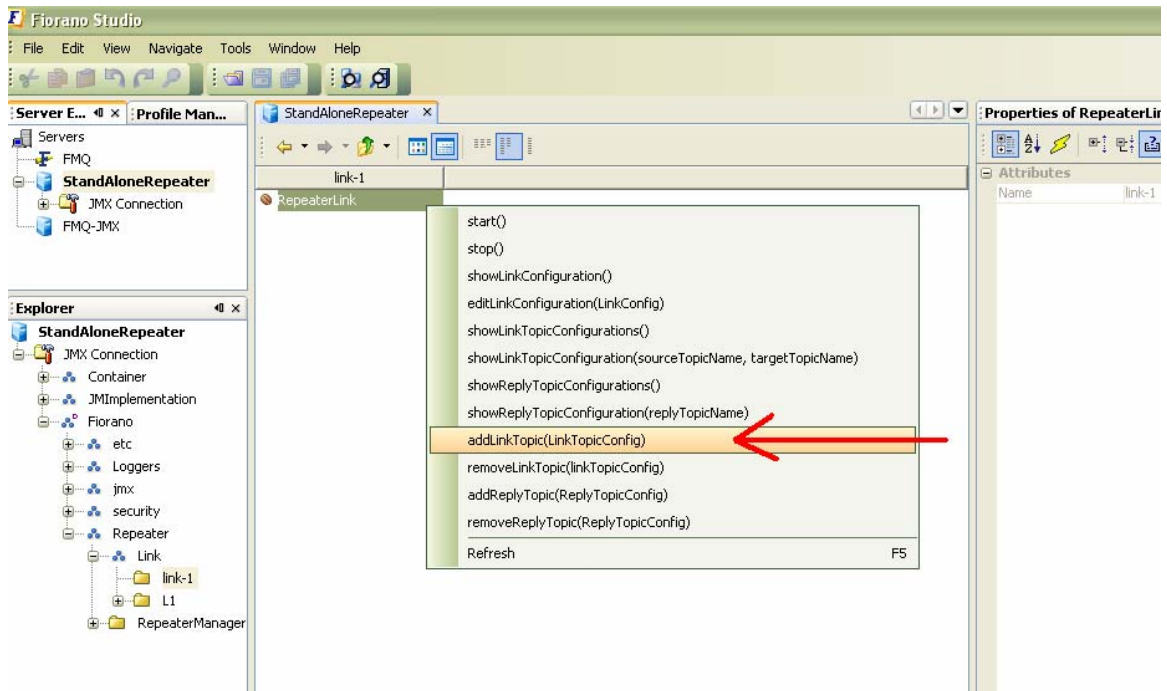 Fiorano Studio
File Edit View Navigate Tools Window Help
Server E... Profile Man...
Servers
FMQ
StandAloneRepeater
JMX Connection
FMQ-JMX
Explorer
StandAloneRepeater
JMX Connection
Container
JMImplementation
Fiorano
etc
Loggers
jmx
security
Repeater
Link
link-1
L1
RepeaterManager
StandAloneRepeater
link-1
RepeaterLink
start()
stop()
showLinkConfiguration()
editLinkConfiguration(LinkConfig)
showLinkTopicConfigurations()
showLinkTopicConfiguration(sourceTopicName, targetTopicName)
showReplyTopicConfigurations()
showReplyTopicConfiguration(replyTopicName)
addLinkTopic(LinkTopicConfig)
removeLinkTopic(linkTopicConfig)
addReplyTopic(ReplyTopicConfig)
removeReplyTopic(ReplyTopicConfig)
Refresh F5
Properties of RepeaterLin
Attributes
Name link-1